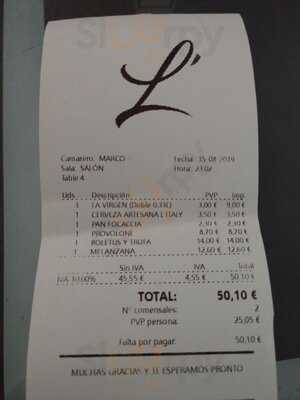 L'
Camarero: MARCO
Fecha: 08 2019
Sala: SALÓN
Hora: 23:02
Table 4
Uds. Descripción PVP Imp.
3 LA VIRGEN (Doble 0,33L) 3,00 € 9,00 €
1 CERVEZA ARTESANA L ITALY 3,50 € 3,50 €
1 PAN FOCACCIA 2,30 € 2,30 €
1 PROVOLONE 8,70 € 8,70 €
1 BOLETUS Y TRUFA 14,00 € 14,00 €
1 MELANZANA 12,60 € 12,60 €
Sin IVA IVA Total
IVA 10,00% 45,55 € 4,55 € 50,10 €
TOTAL: 50,10 €
Nº comensales: 2
PVP persona: 25,05 €
Falta por pagar: 50,10 €
MUCHAS GRACIAS Y TE ESPERAMOS PRONTO